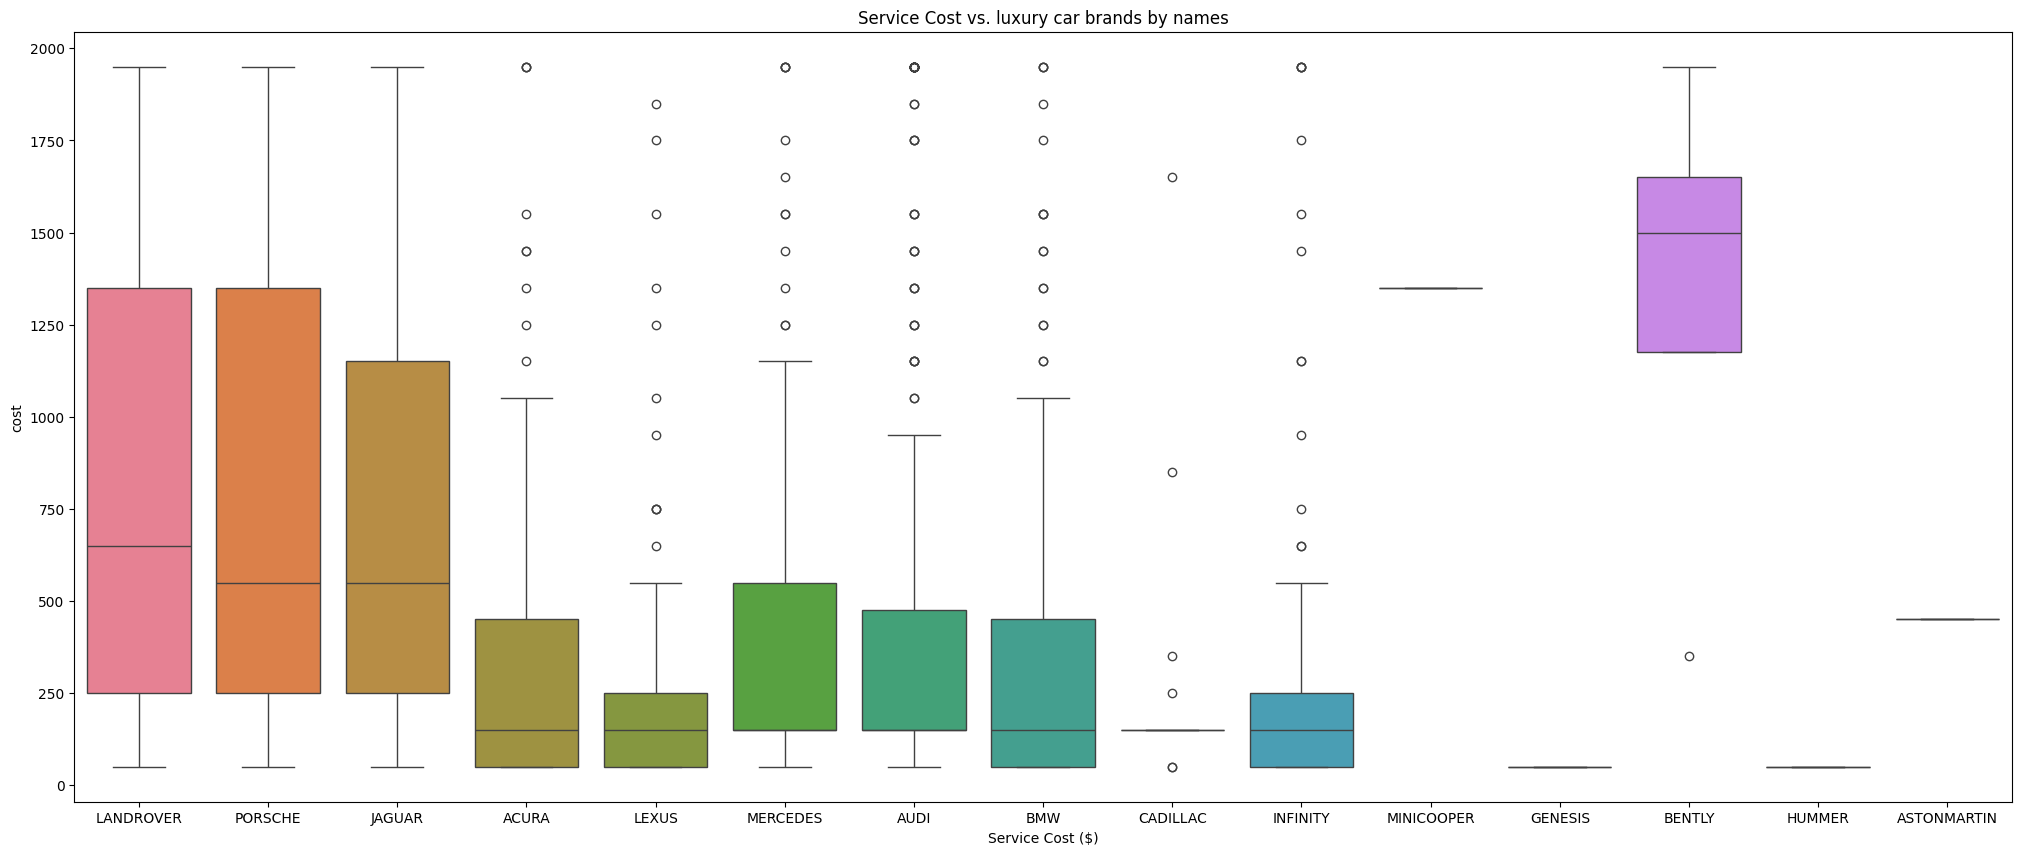 Service Cost vs. luxury car brands by names
2000
1750
1500
1250
1000
750
500
250
0
cost
LANDROVER PORSCHE JAGUAR ACURA LEXUS MERCEDES AUDI BMW CADILLAC INFINITY MINICOOPER GENESIS BENTLY HUMMER ASTONMARTIN
Service Cost ($)